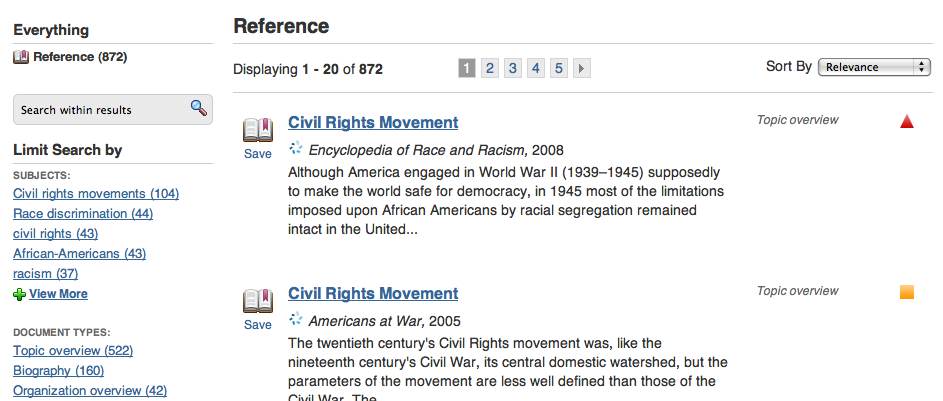 Everything
Reference (872)
Search within results
Limit Search by
SUBJECTS:
Civil rights movements (104)
Race discrimination (44)
civil rights (43)
African-Americans (43)
racism (37)
View More
DOCUMENT TYPES:
Topic overview (522)
Biography (160)
Organization overview (42)
Reference
Displaying 1 - 20 of 872
1 2 3 4 5
Sort By Relevance
Civil Rights Movement
Topic overview
Save
Encyclopedia of Race and Racism, 2008
Although America engaged in World War II (1939–1945) supposedly
to make the world safe for democracy, in 1945 most of the limitations
imposed upon African Americans by racial segregation remained
intact in the United...
Civil Rights Movement
Topic overview
Save
Americans at War, 2005
The twentieth century's Civil Rights movement was, like the
nineteenth century's Civil War, its central domestic watershed, but the
parameters of the movement are less well defined than those of the
Civil War. The